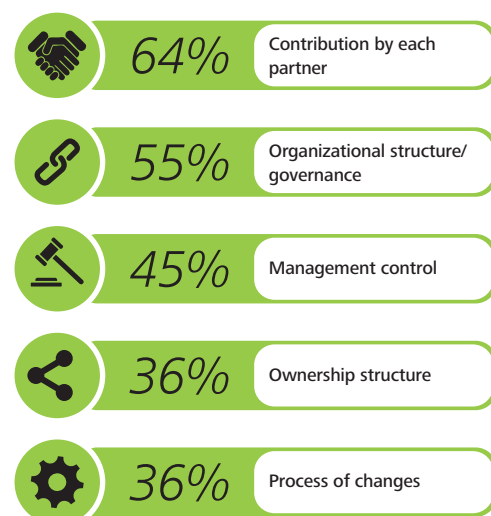 64%
Contribution by each
partner
55%
Organizational structure/
governance
45%
Management control
36%
Ownership structure
36%
Process of changes